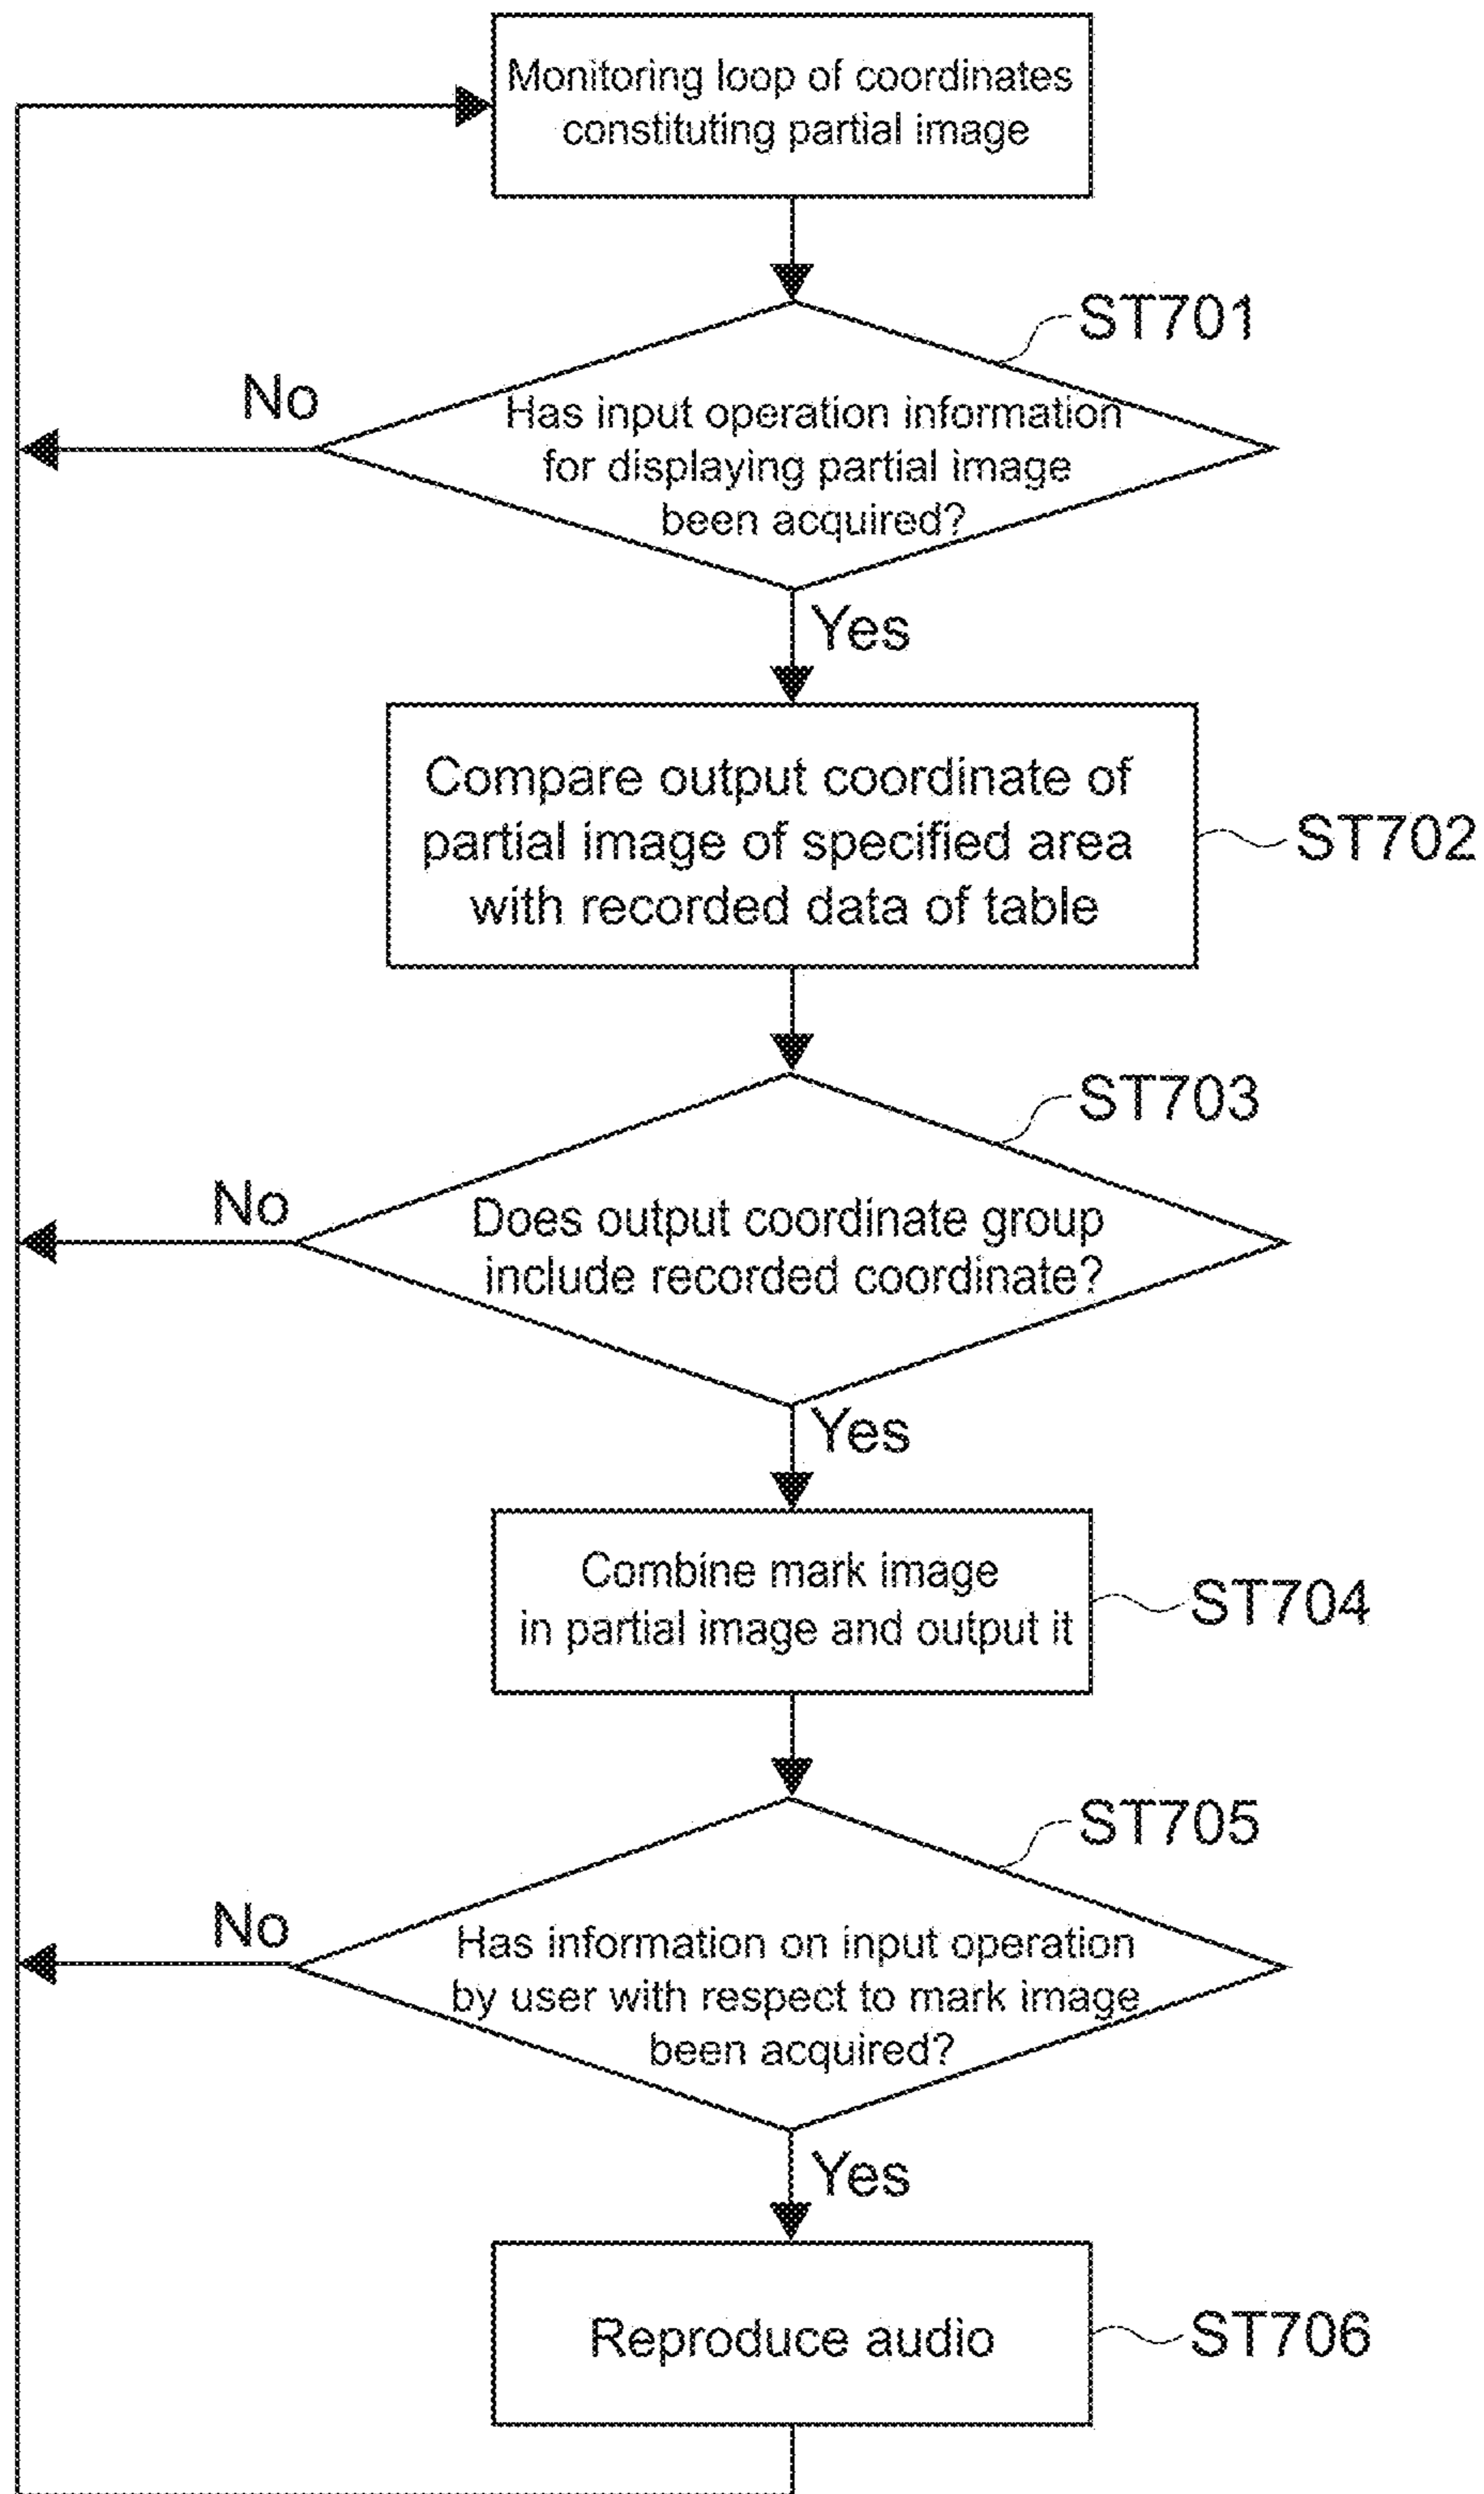 Monitoring loop of coordinates
constituting partial image
ST701
No
Has input operation information
for displaying partial image
been acquired?
Yes
Compare output coordinate of
partial image of specified area
with recorded data of table
ST702
ST703
No
Does output coordinate group
include recorded coordinate?
Yes
Combine mark image
in partial image and output it
ST704
ST705
No
Has information on input operation
by user with respect to mark image
been acquired?
Yes
Reproduce audio
ST706